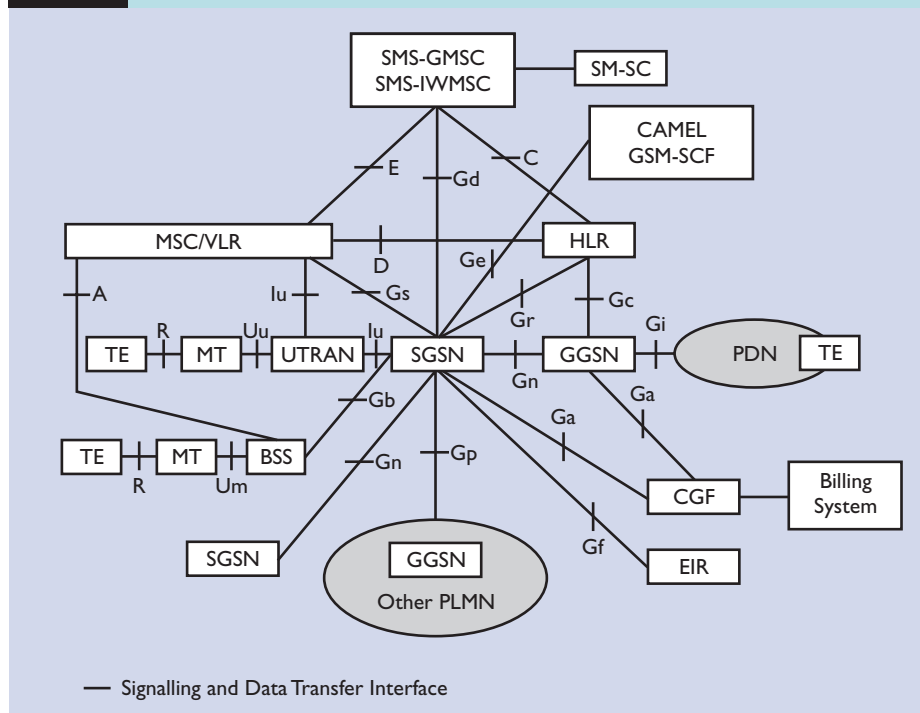 SMS-GMSC
SMS-IWMSC
SM-SC
CAMEL
GSM-SCF
E
Gd
C
MSC/VLR
HLR
D
Ge
A
Iu
Gs
Gr
Gc
Gi
R
Uu
Iu
TE
MT
UTRAN
SGSN
GGSN
PDN
TE
Gn
Gb
Ga
Ga
TE
MT
BSS
R
Um
Gn
Gp
CGF
Billing
System
Gf
SGSN
GGSN
EIR
Other PLMN
Signalling and Data Transfer Interface